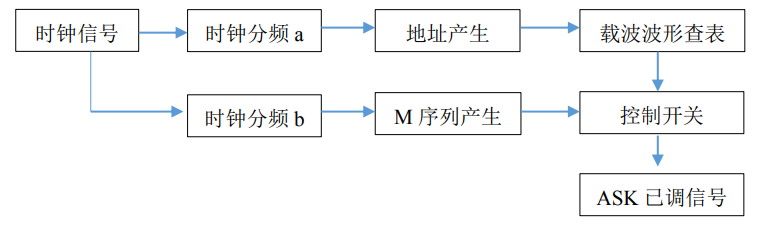 时钟信号
时钟分频 a
地址产生
载波波形查表
时钟分频 b
M 序列产生
控制开关
ASK 已调信号